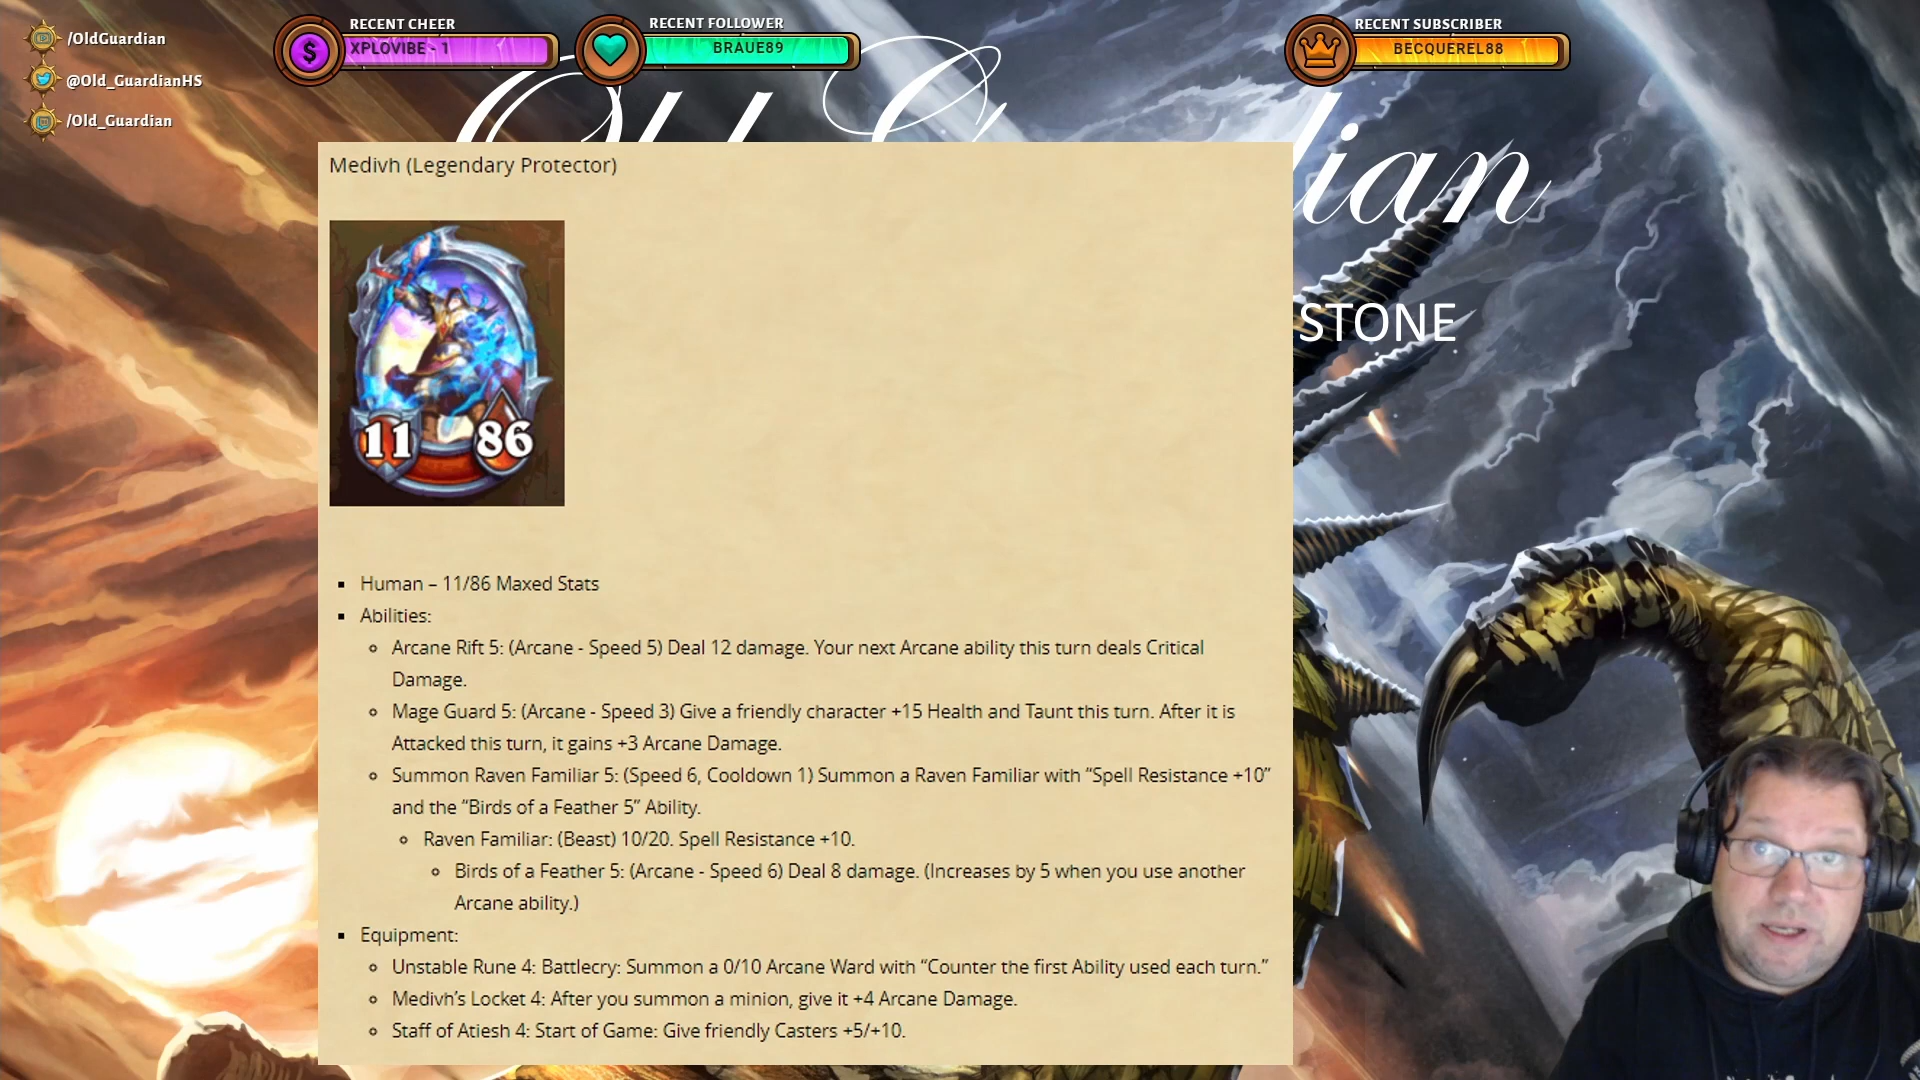 /OldGuardian
@Old_GuardianHS
/Old_Guardian
RECENT CHEER
XPLOVIBE - 1
RECENT FOLLOWER
BRAUE89
RECENT SUBSCRIBER
BECQUEREL88
Old G
dian
STONE
Medivh (Legendary Protector)
11
86
▪ Human – 11/86 Maxed Stats
▪ Abilities:
◦ Arcane Rift 5: (Arcane - Speed 5) Deal 12 damage. Your next Arcane ability this turn deals Critical
Damage.
◦ Mage Guard 5: (Arcane - Speed 3) Give a friendly character +15 Health and Taunt this turn. After it is
Attacked this turn, it gains +3 Arcane Damage.
◦ Summon Raven Familiar 5: (Speed 6, Cooldown 1) Summon a Raven Familiar with “Spell Resistance +10”
and the “Birds of a Feather 5” Ability.
◦ Raven Familiar: (Beast) 10/20. Spell Resistance +10.
◦ Birds of a Feather 5: (Arcane - Speed 6) Deal 8 damage. (Increases by 5 when you use another
Arcane ability.)
▪ Equipment:
◦ Unstable Rune 4: Battlecry: Summon a 0/10 Arcane Ward with “Counter the first Ability used each turn.”
◦ Medivh’s Locket 4: After you summon a minion, give it +4 Arcane Damage.
◦ Staff of Atiesh 4: Start of Game: Give friendly Casters +5/+10.